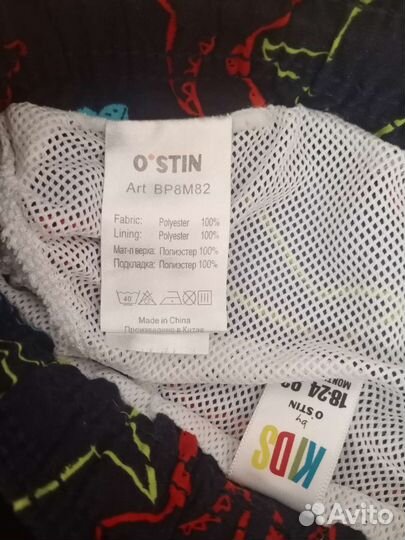 O'STIN
Art BP8M82
Fabric: Polyester 100%
Lining: Polyester 100%
Мат-л верха: Полиэстер 100%
Подкладка: Полиэстер 100%
40
Made in China
Произведено в Китае
KIDS
by
O'STIN
18-24
MONT
Avito